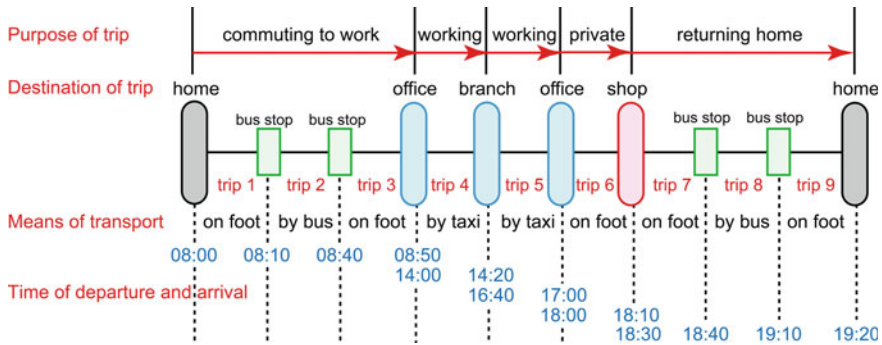 Purpose of trip commuting to work working working private returning home
Destination of trip home office branch office shop home
bus stop bus stop bus stop bus stop
trip 1 trip 2 trip 3 trip 4 trip 5 trip 6 trip 7 trip 8 trip 9
Means of transport on foot by bus on foot by taxi by taxi on foot on foot by bus on foot
08:00 08:10 08:40 08:50
14:00 14:20
Time of departure and arrival 16:40 17:00
18:00 18:10
18:30 18:40 19:10 19:20